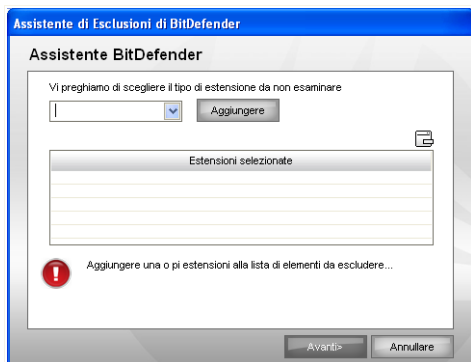 Assistente di Esclusioni di BitDefender
Assistente BitDefender
Vi preghiamo di scegliere il tipo di estensione da non esaminare
Aggiungere
Estensioni selezionate
Aggiungere una o pi estensioni alla lista di elementi da escludere...
Avanti>
Annullare